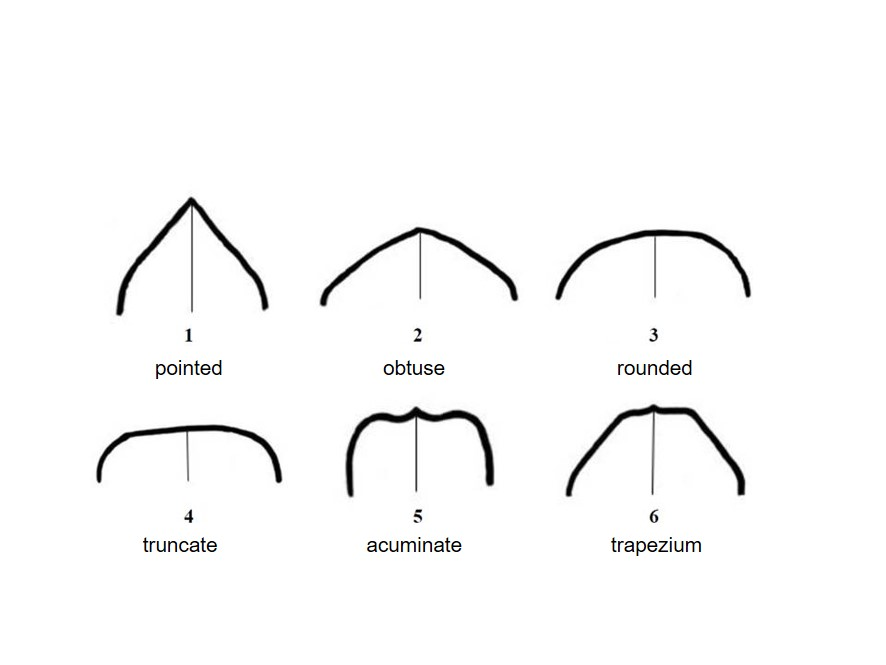 1 2 3
pointed obtuse rounded
4 5 6
truncate acuminate trapezium